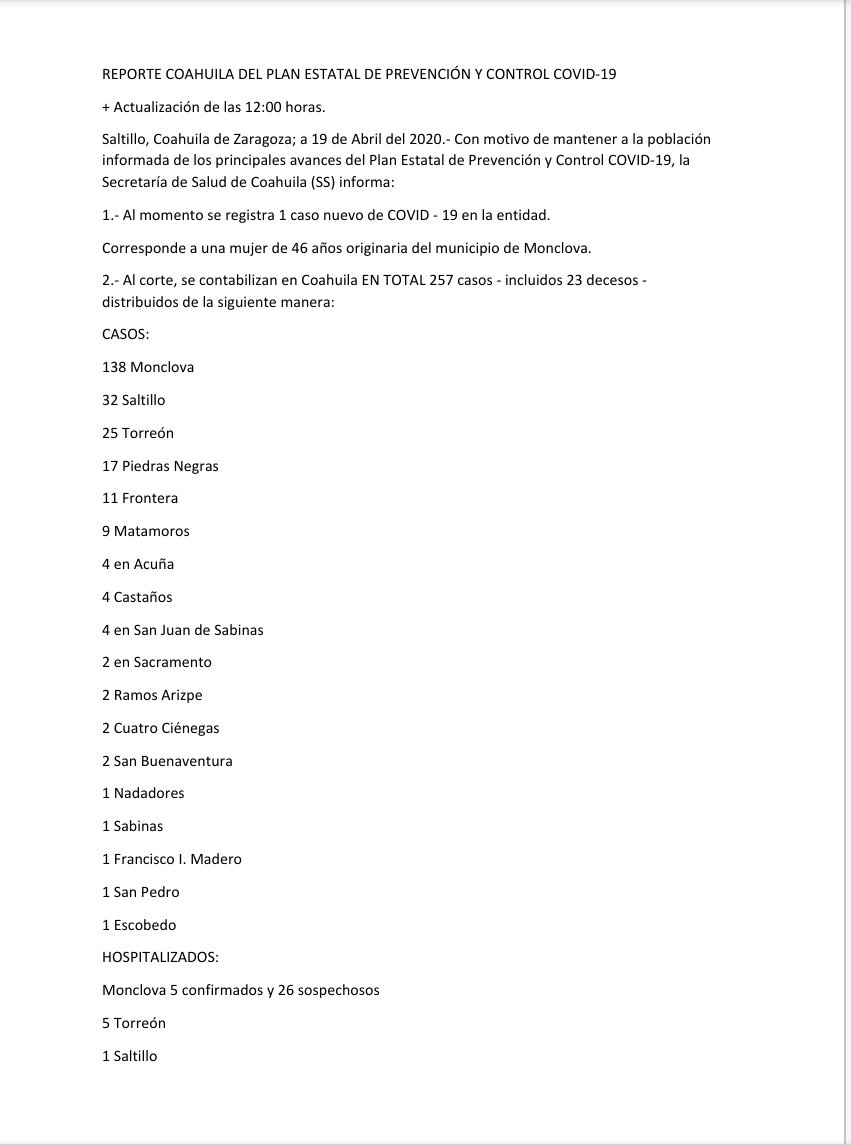 REPORTE COAHUILA DEL PLAN ESTATAL DE PREVENCIÓN Y CONTROL COVID-19
+ Actualización de las 12:00 horas.
Saltillo, Coahuila de Zaragoza; a 19 de Abril del 2020.- Con motivo de mantener a la población
informada de los principales avances del Plan Estatal de Prevención y Control COVID-19, la
Secretaría de Salud de Coahuila (SS) informa:
1.- Al momento se registra 1 caso nuevo de COVID - 19 en la entidad.
Corresponde a una mujer de 46 años originaria del municipio de Monclova.
2.- Al corte, se contabilizan en Coahuila EN TOTAL 257 casos - incluidos 23 decesos -
distribuidos de la siguiente manera:
CASOS:
138 Monclova
32 Saltillo
25 Torreón
17 Piedras Negras
11 Frontera
9 Matamoros
4 en Acuña
4 Castaños
4 en San Juan de Sabinas
2 en Sacramento
2 Ramos Arizpe
2 Cuatro Ciénegas
2 San Buenaventura
1 Nadadores
1 Sabinas
1 Francisco I. Madero
1 San Pedro
1 Escobedo
HOSPITALIZADOS:
Monclova 5 confirmados y 26 sospechosos
5 Torreón
1 Saltillo